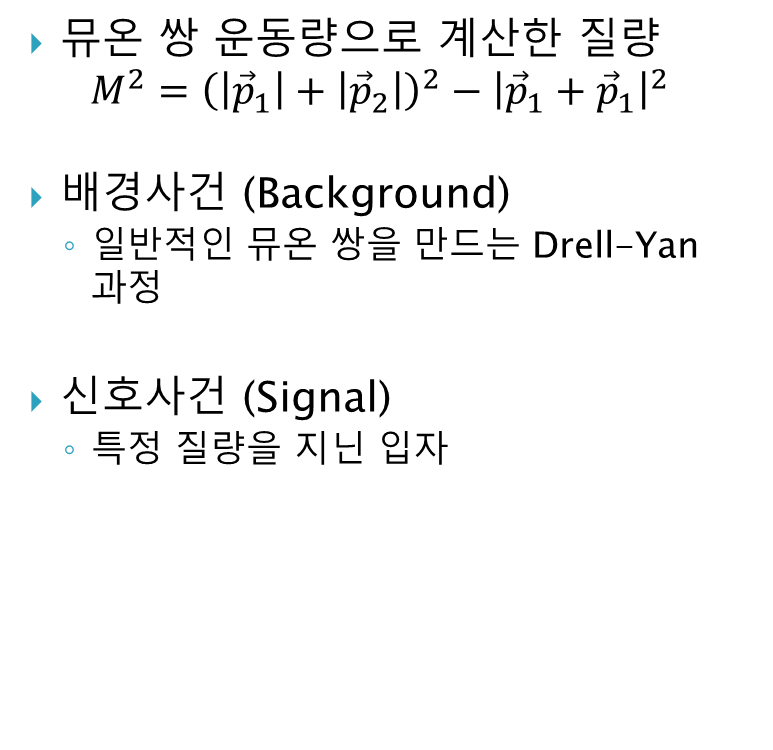 뮤온 쌍 운동량으로 계산한 질량
M² = (|p⃗₁| + |p⃗₂|)² − |p⃗₁ + p⃗₁|²
배경사건 (Background)
일반적인 뮤온 쌍을 만드는 Drell-Yan
과정
신호사건 (Signal)
특정 질량을 지닌 입자